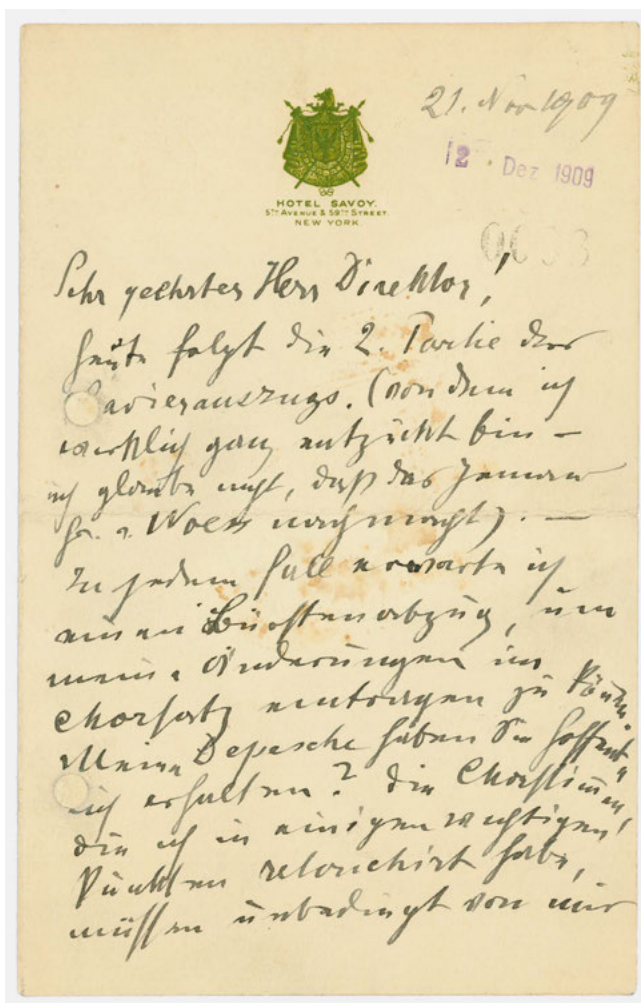 21. Nov 1909
2. Dez 1909
HOTEL SAVOY.
5TH AVENUE & 59TH STREET.
NEW YORK.
Sehr geehrter Herr Direktor!
heute folgt die 2. Partie des
Clavierauszugs. (von dem ich
wirklich ganz entzückt bin –
ich glaube nicht, daß das Jemand
H. v. Woess nachmacht). —
In jedem Fall erwarte ich
einen Bürstenabzug, um
meine Änderungen im
Chorsatz eintragen zu können.
Meine Depesche haben Sie hoffent-
lich erhalten? Die Chorstimmen,
die ich in einigen wichtigen
Punkten retouchirt habe,
müssen unbedingt von mir